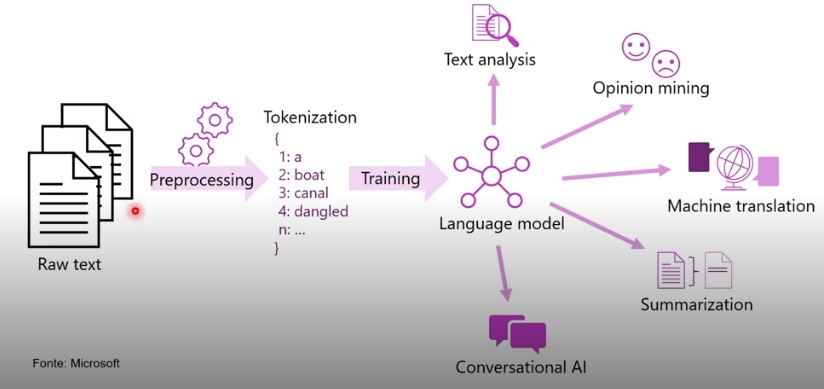 Text analysis
Opinion mining
Tokenization
{
1: a
2: boat
3: canal
4: dangled
n: ...
}
Preprocessing
Training
Machine translation
Language model
Raw text
Summarization
Fonte: Microsoft
Conversational AI